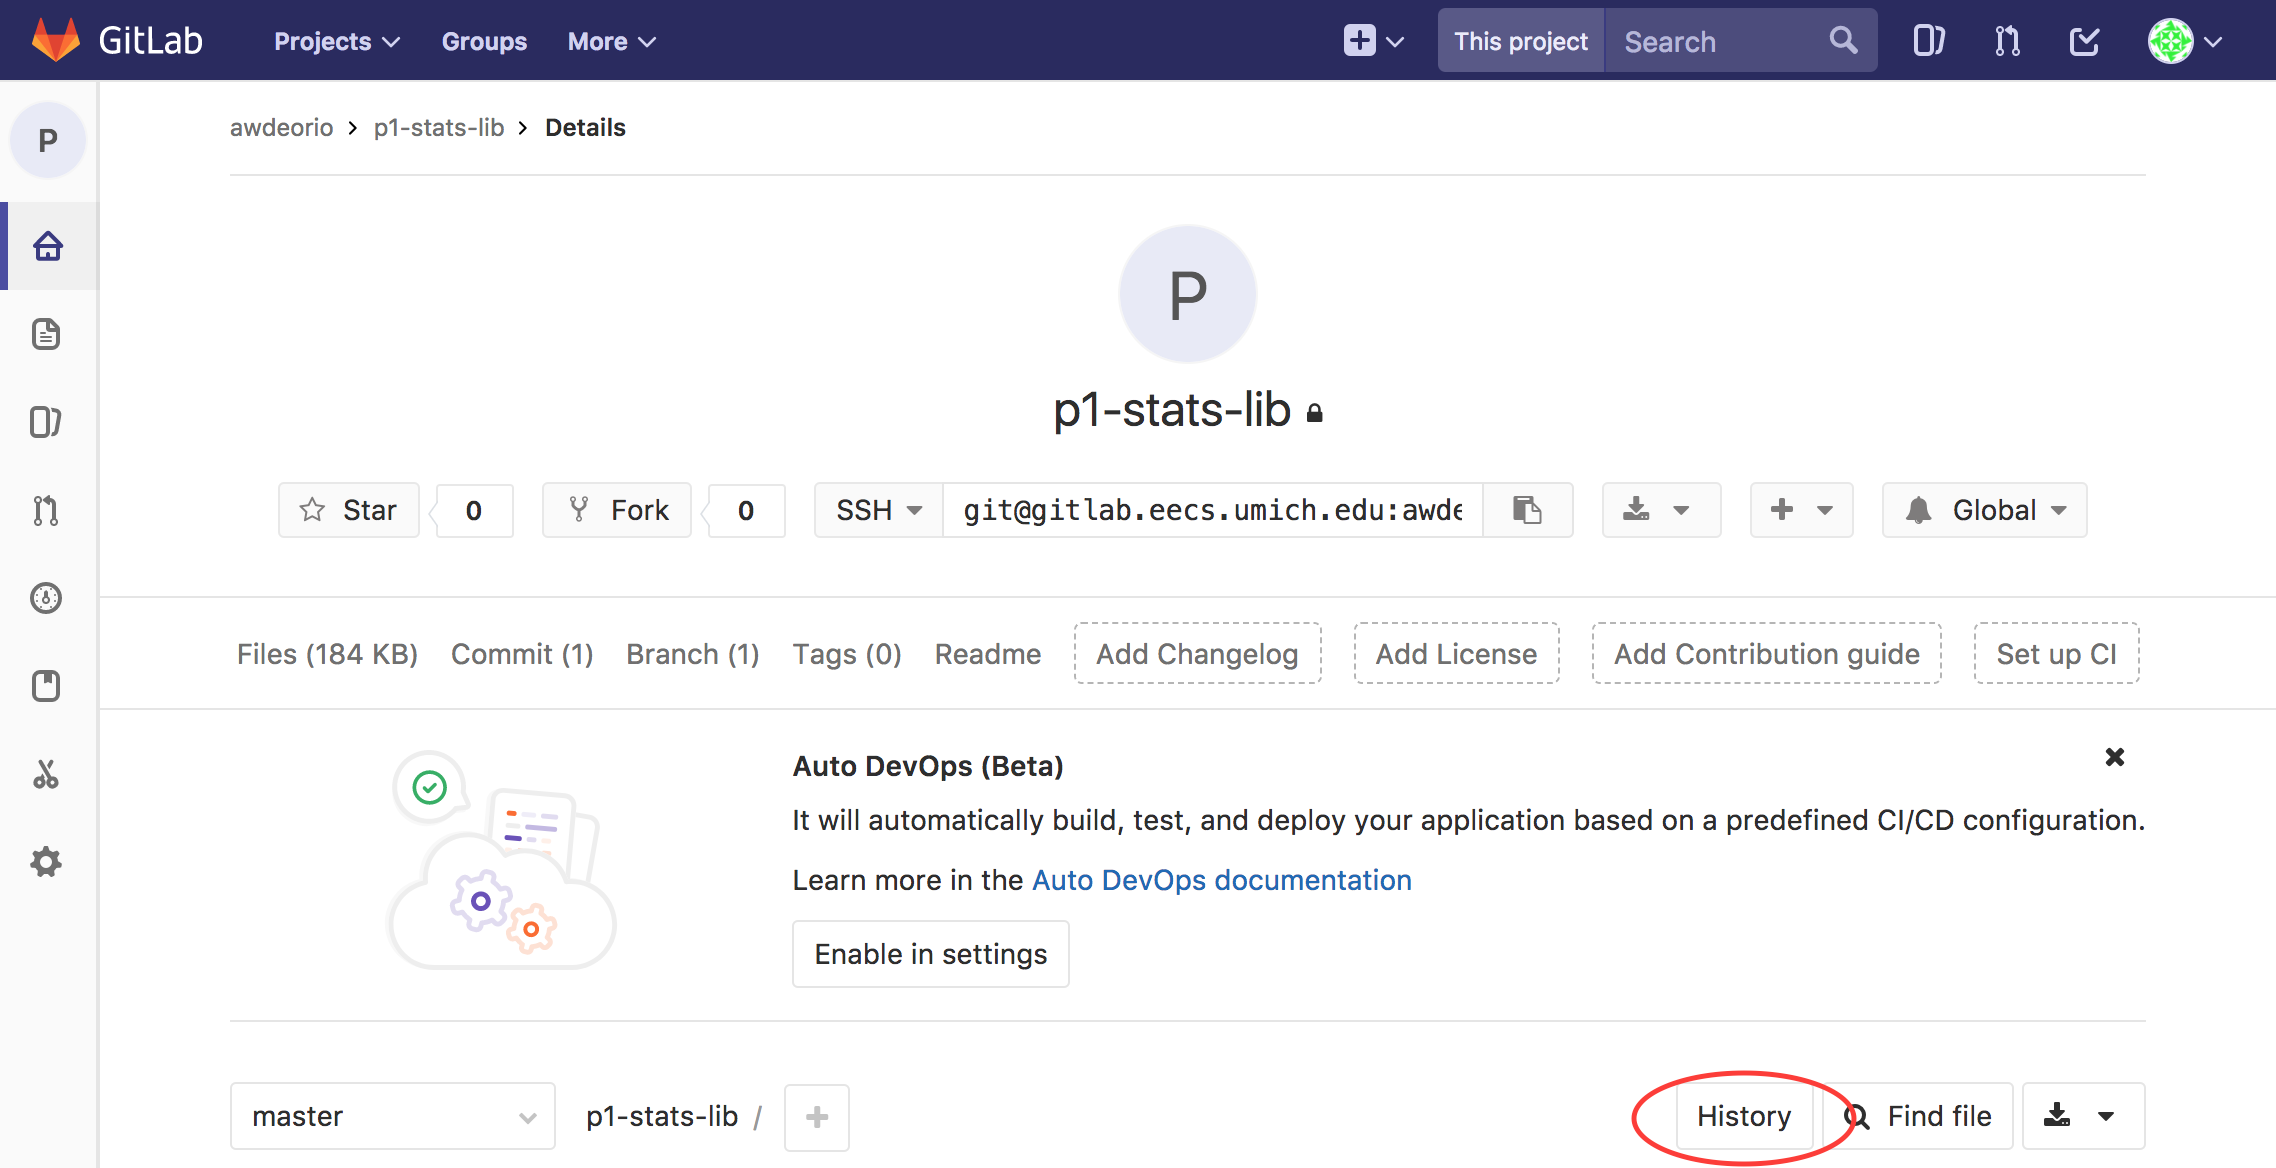 GitLab Projects Groups More This project Search
P
awdeorio > p1-stats-lib > Details
P
p1-stats-lib
Star 0 Fork 0 SSH git@gitlab.eecs.umich.edu:awde Global
Files (184 KB) Commit (1) Branch (1) Tags (0) Readme Add Changelog Add License Add Contribution guide Set up CI
Auto DevOps (Beta)
It will automatically build, test, and deploy your application based on a predefined CI/CD configuration.
Learn more in the Auto DevOps documentation
Enable in settings
master p1-stats-lib / + History Find file